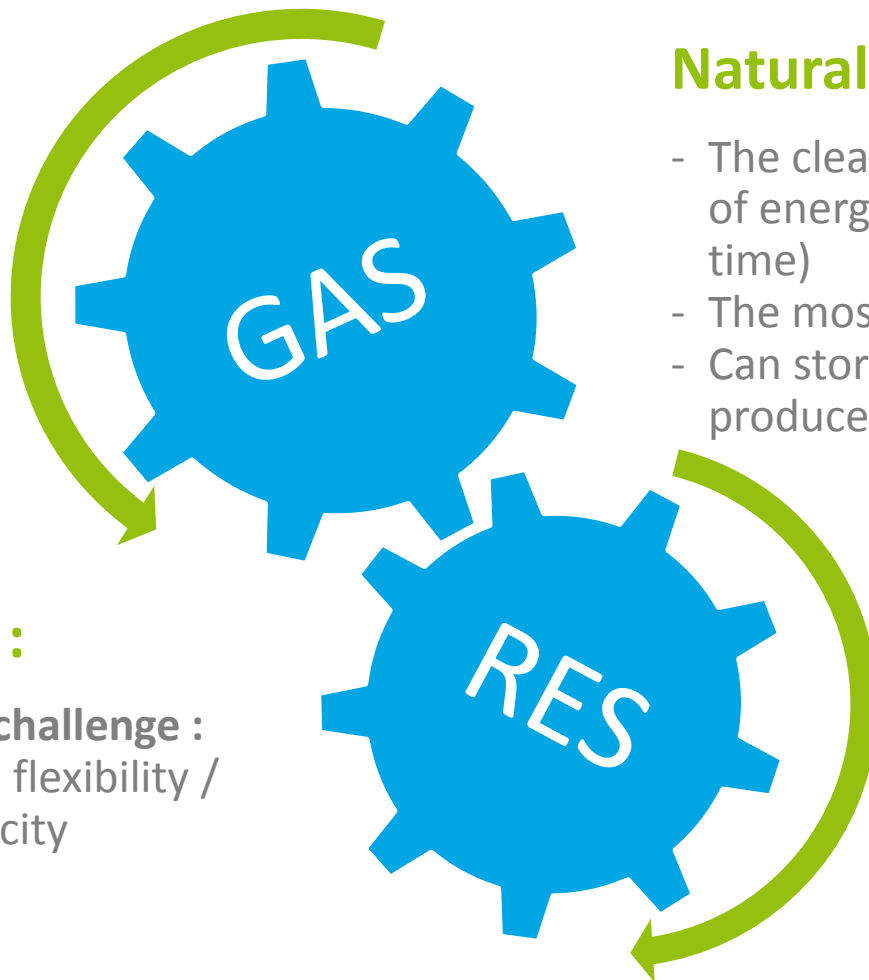 Natural
- The clea
of energ
time)
- The mos
- Can stor
produce
GAS
RES
:
challenge :
flexibility /
city